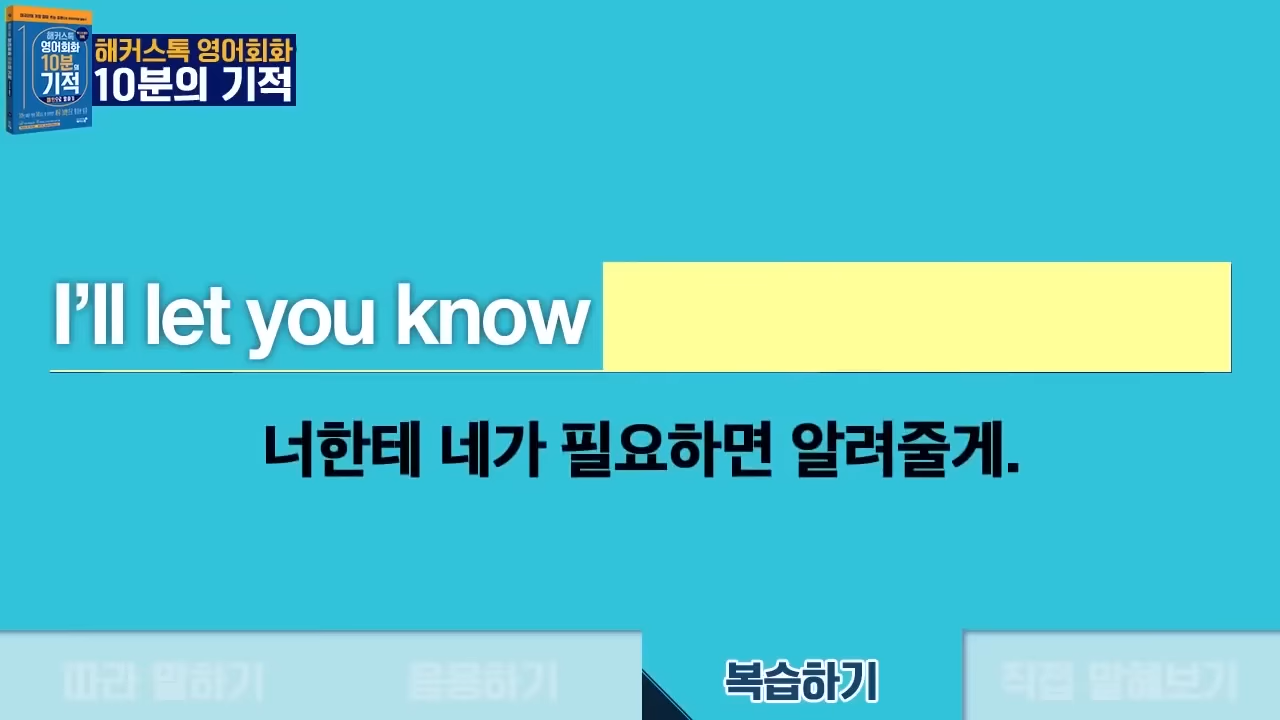 해커스톡
영어회화
10분의
기적
해커스톡 영어회화
10분의 기적
I'll let you know
너한테 네가 필요하면 알려줄게.
따라 말하기
응용하기
복습하기
직접 말해보기